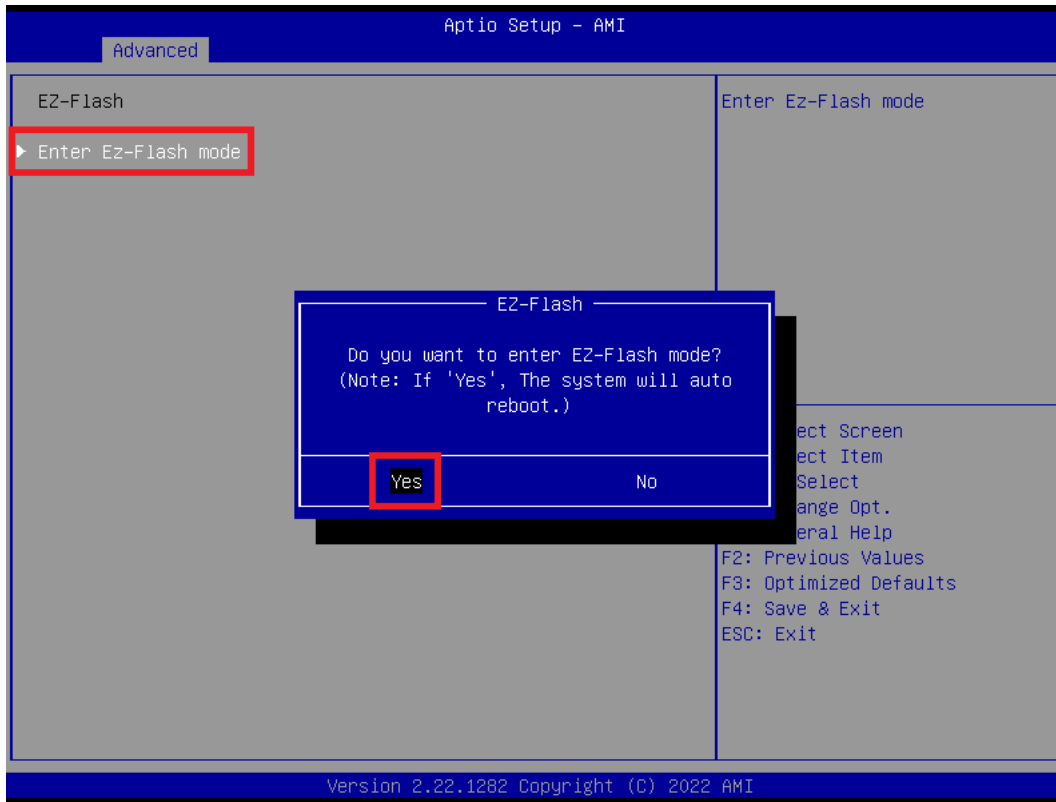 Aptio Setup – AMI
Advanced
EZ-Flash
Enter Ez-Flash mode
Enter Ez-Flash mode
EZ-Flash
Do you want to enter EZ-Flash mode?
(Note: If 'Yes', The system will auto
reboot.)
Yes No
ect Screen
ect Item
Select
ange Opt.
eral Help
F2: Previous Values
F3: Optimized Defaults
F4: Save & Exit
ESC: Exit
Version 2.22.1282 Copyright (C) 2022 AMI